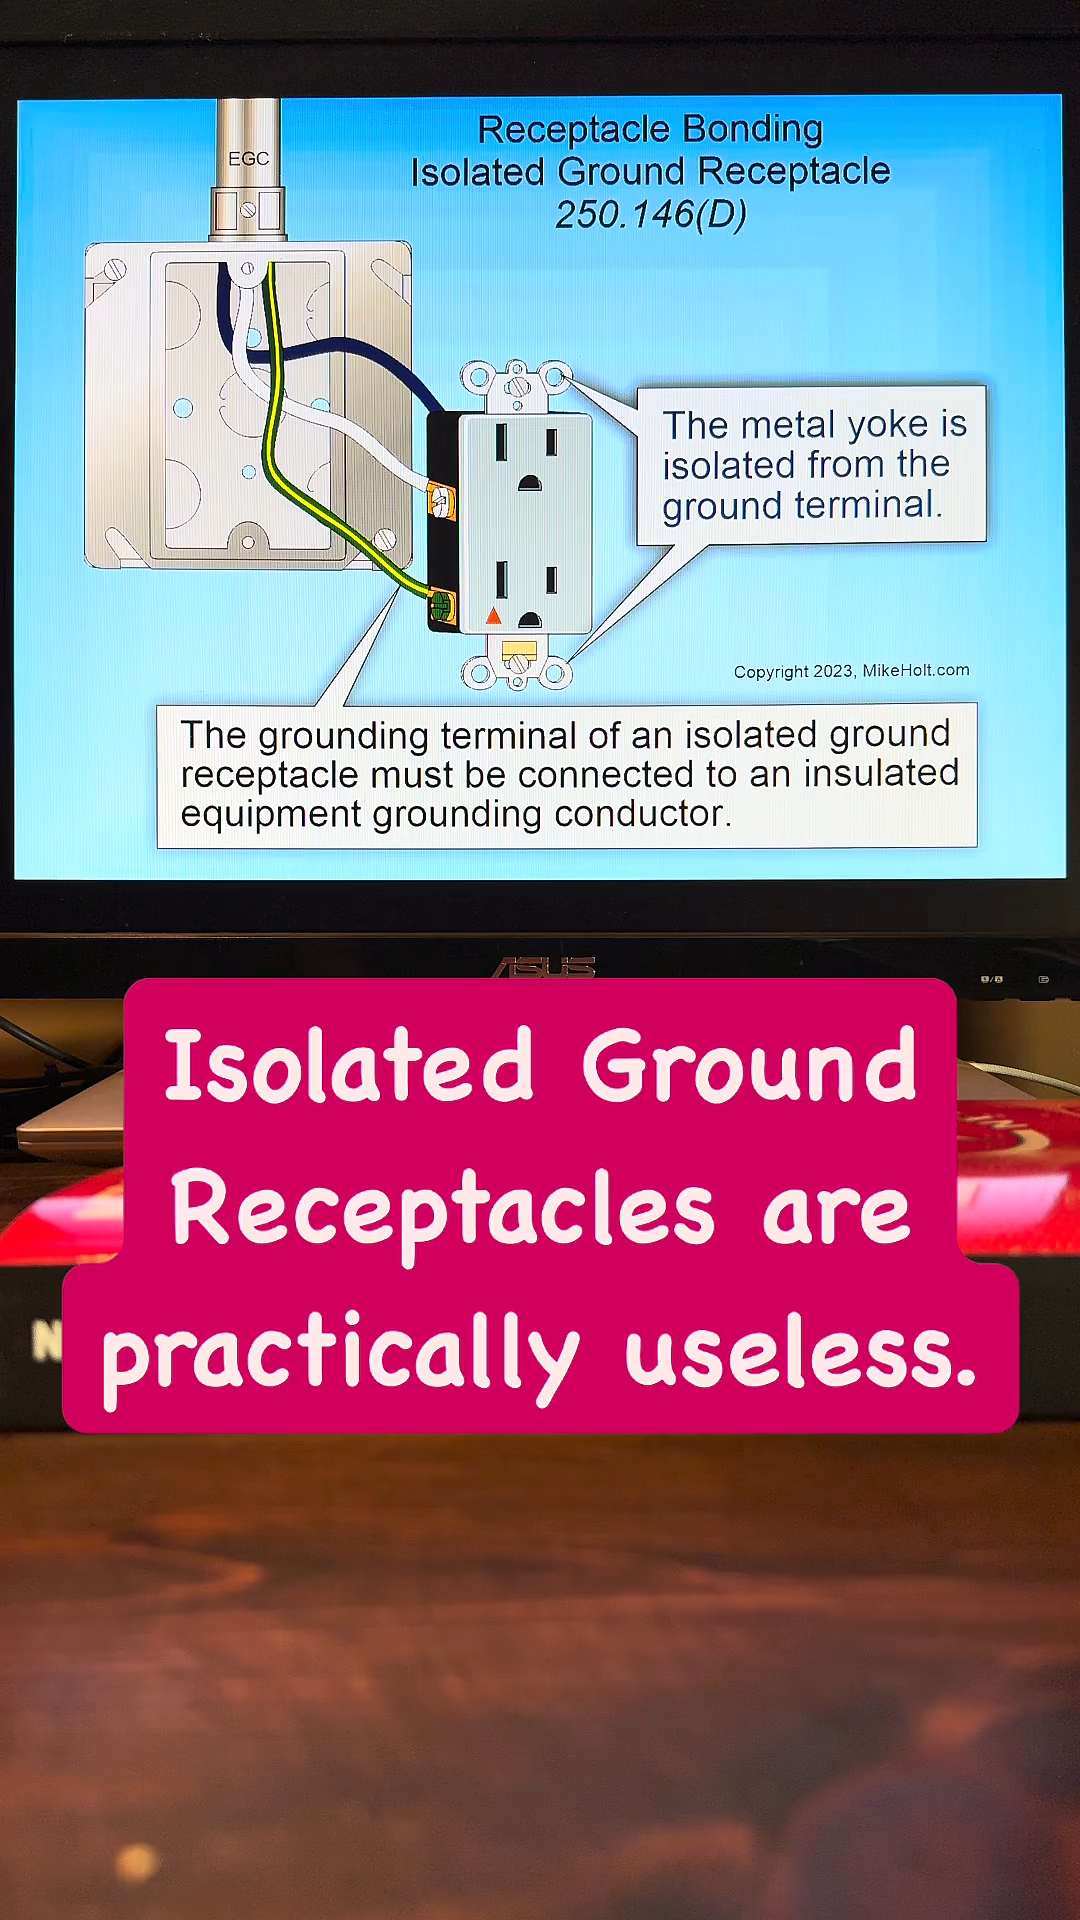 EGC
Receptacle Bonding
Isolated Ground Receptacle
250.146(D)
The metal yoke is
isolated from the
ground terminal.
Copyright 2023, MikeHolt.com
The grounding terminal of an isolated ground
receptacle must be connected to an insulated
equipment grounding conductor.
ASUS
Isolated Ground
Receptacles are
practically useless.